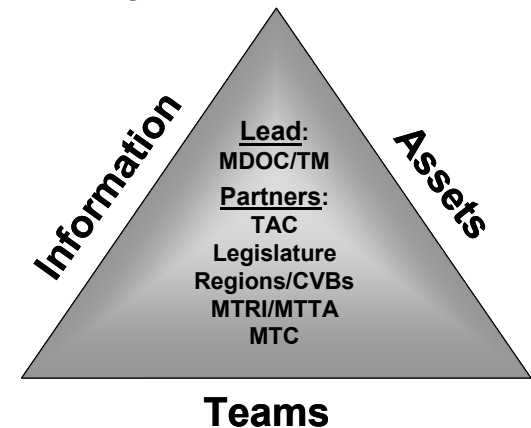 Information
Assets
Lead:
MDOC/TM
Partners:
TAC
Legislature
Regions/CVBs
MTRI/MTTA
MTC
Teams